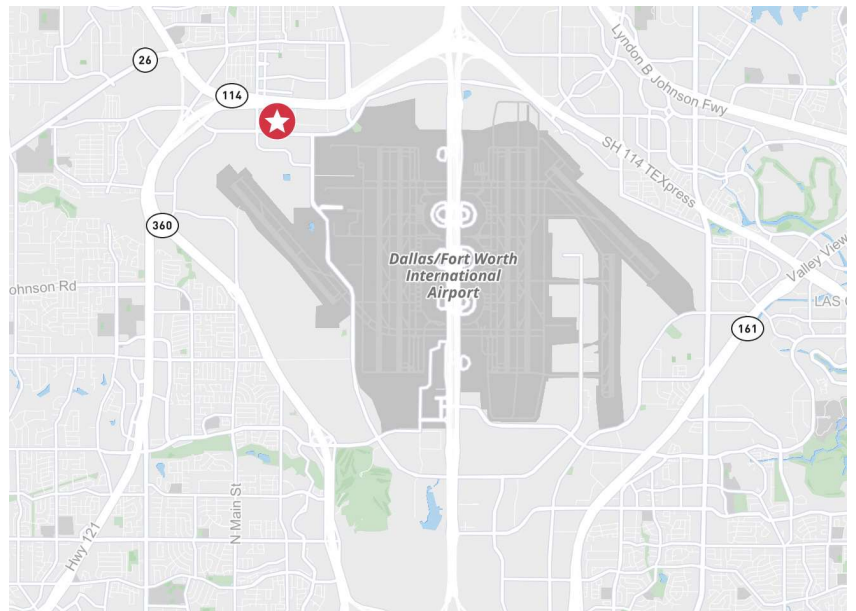 26
Lyndon B Johnson Fwy
114
SH 114 TExpress
360
Dallas/Fort Worth
International
Airport
Valley View
ohnson Rd
LAS
161
N Main St
Hwy 121